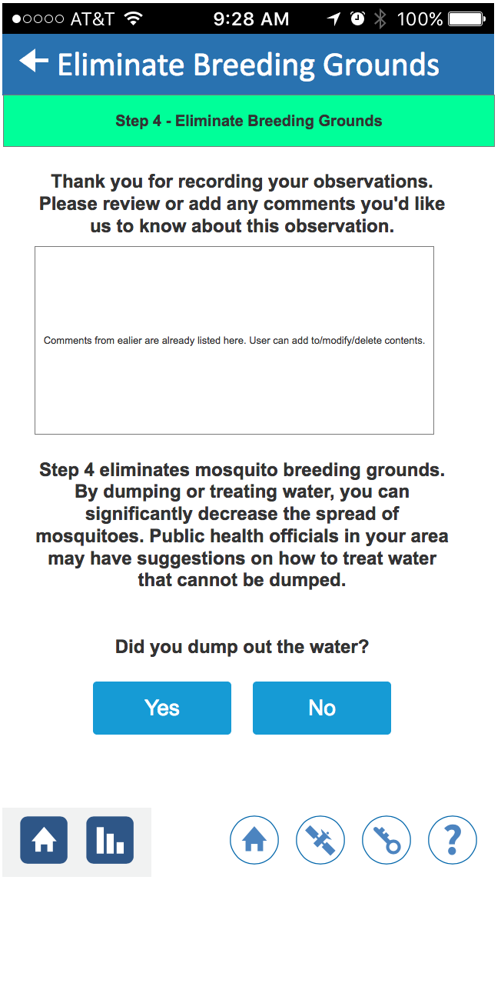 AT&T 9:28 AM 100%
Eliminate Breeding Grounds
Step 4 - Eliminate Breeding Grounds
Thank you for recording your observations.
Please review or add any comments you'd like
us to know about this observation.
Comments from ealier are already listed here. User can add to/modify/delete contents.
Step 4 eliminates mosquito breeding grounds.
By dumping or treating water, you can
significantly decrease the spread of
mosquitoes. Public health officials in your area
may have suggestions on how to treat water
that cannot be dumped.
Did you dump out the water?
Yes No
?